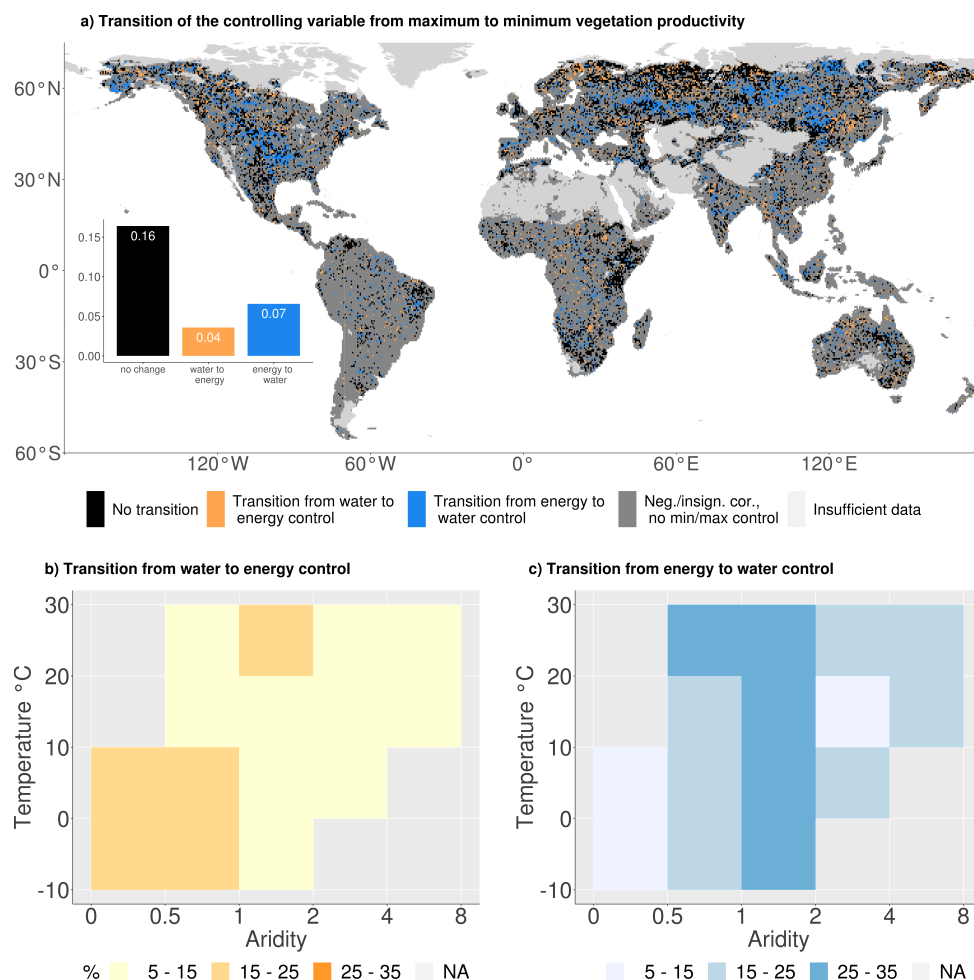 a) Transition of the controlling variable from maximum to minimum vegetation productivity
60°N
30°N
0°
30°S
60°S
0.15
0.10
0.05
0.00
0.16
0.04
0.07
no change
water to
energy
energy to
water
120°W
60°W
0°
60°E
120°E
No transition
Transition from water to
energy control
Transition from energy to
water control
Neg./insign. cor.,
no min/max control
Insufficient data
b) Transition from water to energy control
Temperature °C
30
20
10
0
-10
0
0.5
1
2
4
8
Aridity
% 5 - 15 15 - 25 25 - 35 NA
c) Transition from energy to water control
Temperature °C
30
20
10
0
-10
0
0.5
1
2
4
8
Aridity
5 - 15 15 - 25 25 - 35 NA